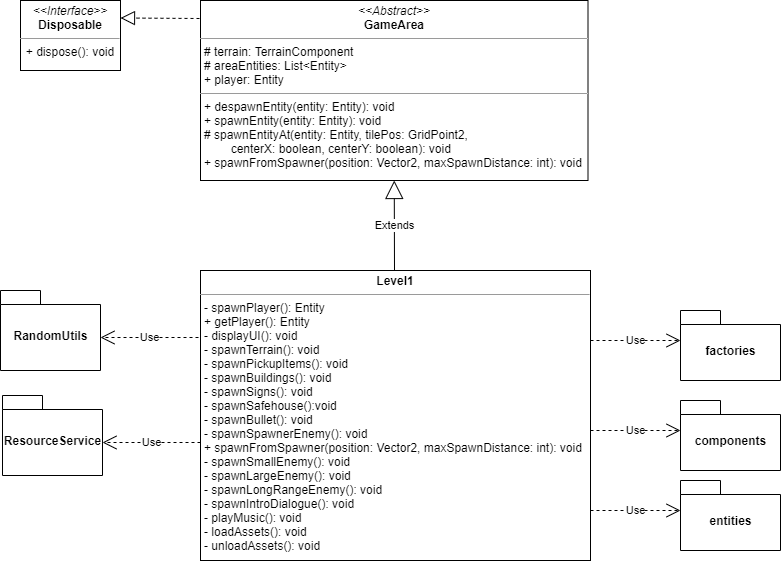 <<Interface>>
Disposable
+ dispose(): void
<<Abstract>>
GameArea
# terrain: TerrainComponent
# areaEntities: List<Entity>
+ player: Entity
+ despawnEntity(entity: Entity): void
+ spawnEntity(entity: Entity): void
# spawnEntityAt(entity: Entity, tilePos: GridPoint2,
centerX: boolean, centerY: boolean): void
+ spawnFromSpawner(position: Vector2, maxSpawnDistance: int): void
Extends
Level1
- spawnPlayer(): Entity
+ getPlayer(): Entity
- displayUI(): void
- spawnTerrain(): void
- spawnPickupItems(): void
- spawnBuildings(): void
- spawnSigns(): void
- spawnSafehouse():void
- spawnBullet(): void
- spawnSpawnerEnemy(): void
+ spawnFromSpawner(position: Vector2, maxSpawnDistance: int): void
- spawnSmallEnemy(): void
- spawnLargeEnemy(): void
- spawnLongRangeEnemy(): void
- spawnIntroDialogue(): void
- playMusic(): void
- loadAssets(): void
- unloadAssets(): void
RandomUtils
Use
ResourceService
Use
Use
factories
Use
components
Use
entities